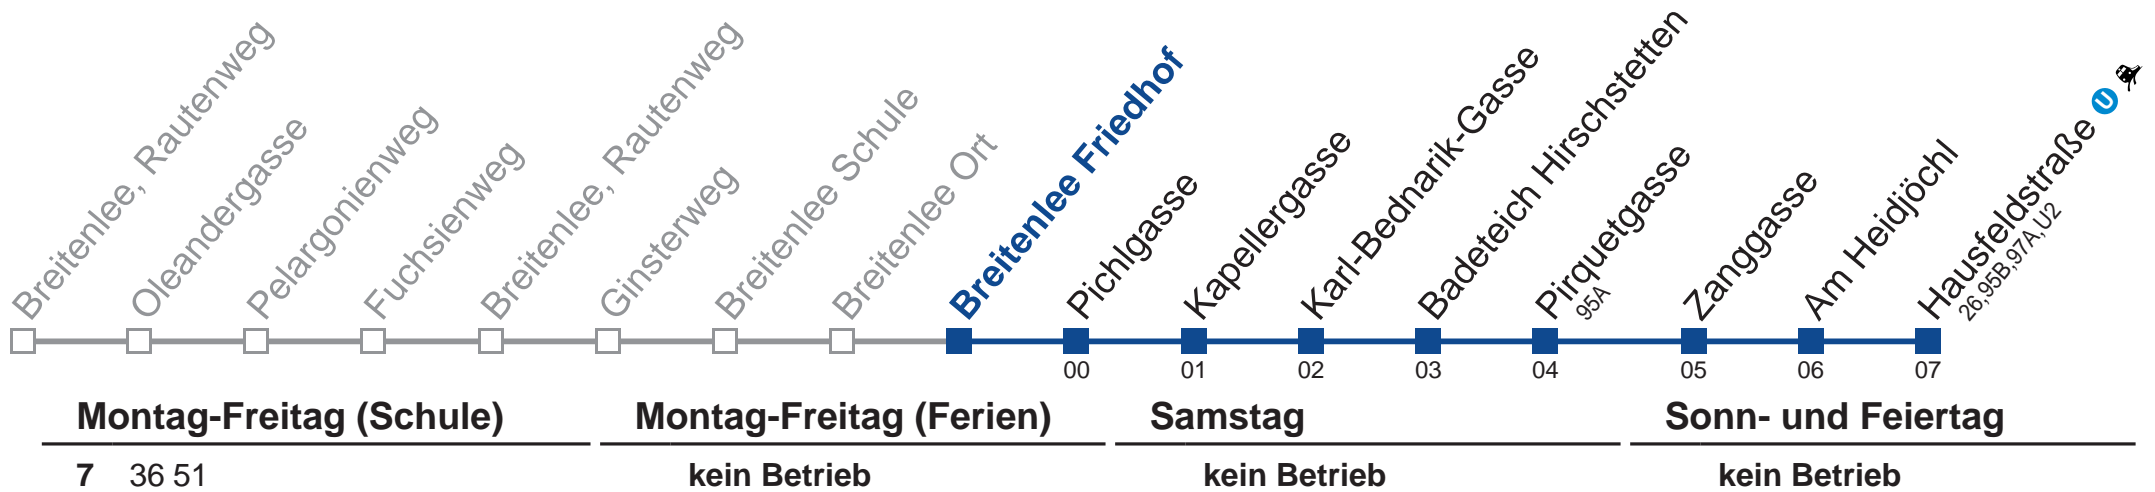 Breitenlee, Rautenweg
Oleandergasse
Pelargonienweg
Fuchsienweg
Breitenlee, Rautenweg
Ginsterweg
Breitenlee Schule
Breitenlee Ort
Breitenlee Friedhof
Pichlgasse
Kapellergasse
Karl-Bednarik-Gasse
Badeteich Hirschstetten
Pirquetgasse
95A
Zanggasse
Am Heidjöchl
Hausfeldstraße U
26,95B,97A,U2
00 01 02 03 04 05 06 07
Montag-Freitag (Schule) Montag-Freitag (Ferien) Samstag Sonn- und Feiertag
7 36 51 kein Betrieb kein Betrieb kein Betrieb